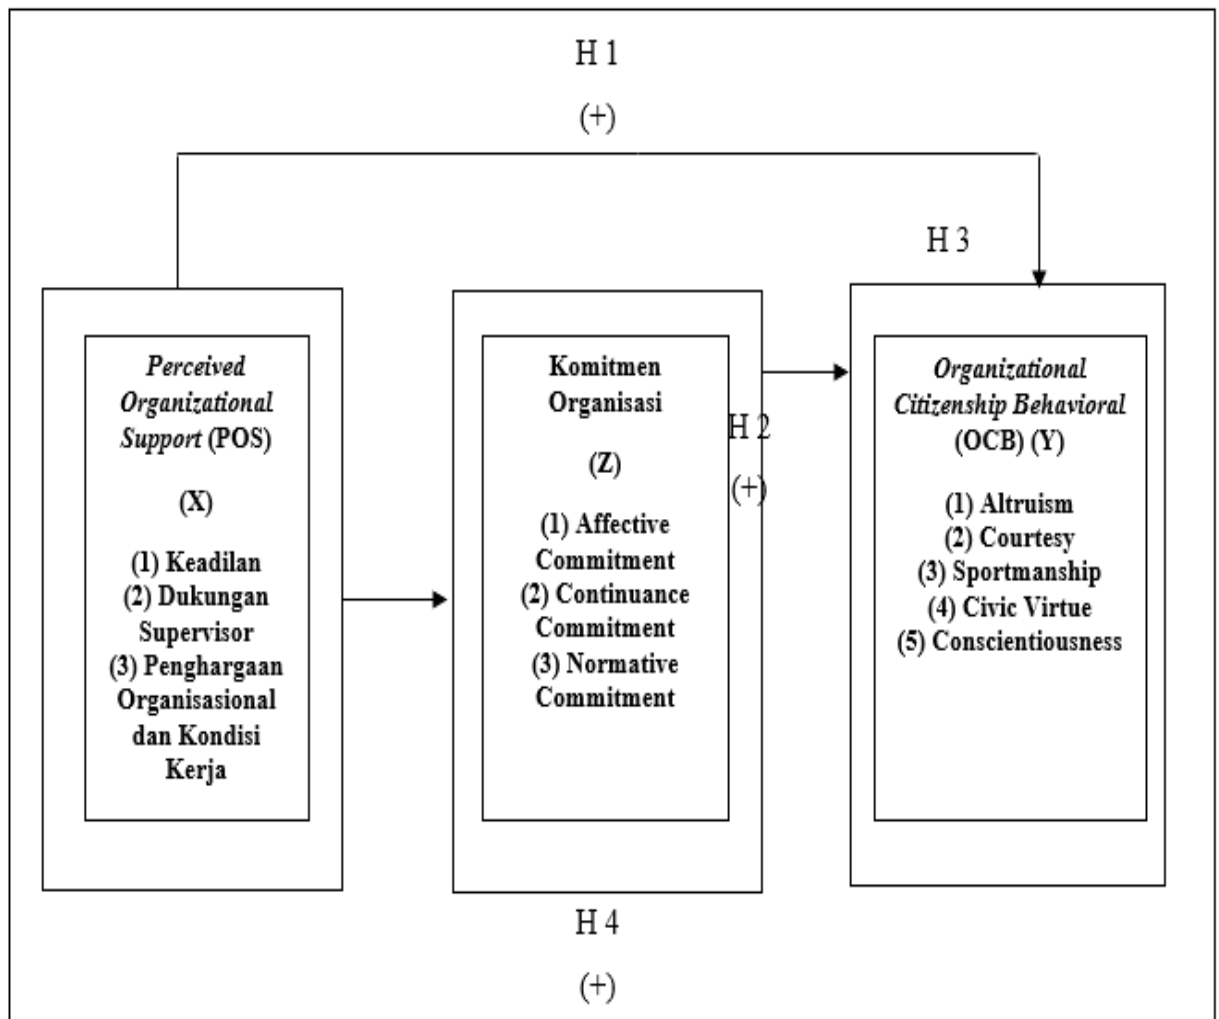 H 1
(+)
H 3
Perceived
Organizational
Support (POS)
(X)
(1) Keadilan
(2) Dukungan
Supervisor
(3) Penghargaan
Organisasional
dan Kondisi
Kerja
Komitmen
Organisasi
(Z)
(1) Affective
Commitment
(2) Continuance
Commitment
(3) Normative
Commitment
H 2
(+)
Organizational
Citizenship Behavioral
(OCB) (Y)
(1) Altruism
(2) Courtesy
(3) Sportmanship
(4) Civic Virtue
(5) Conscientiousness
H 4
(+)